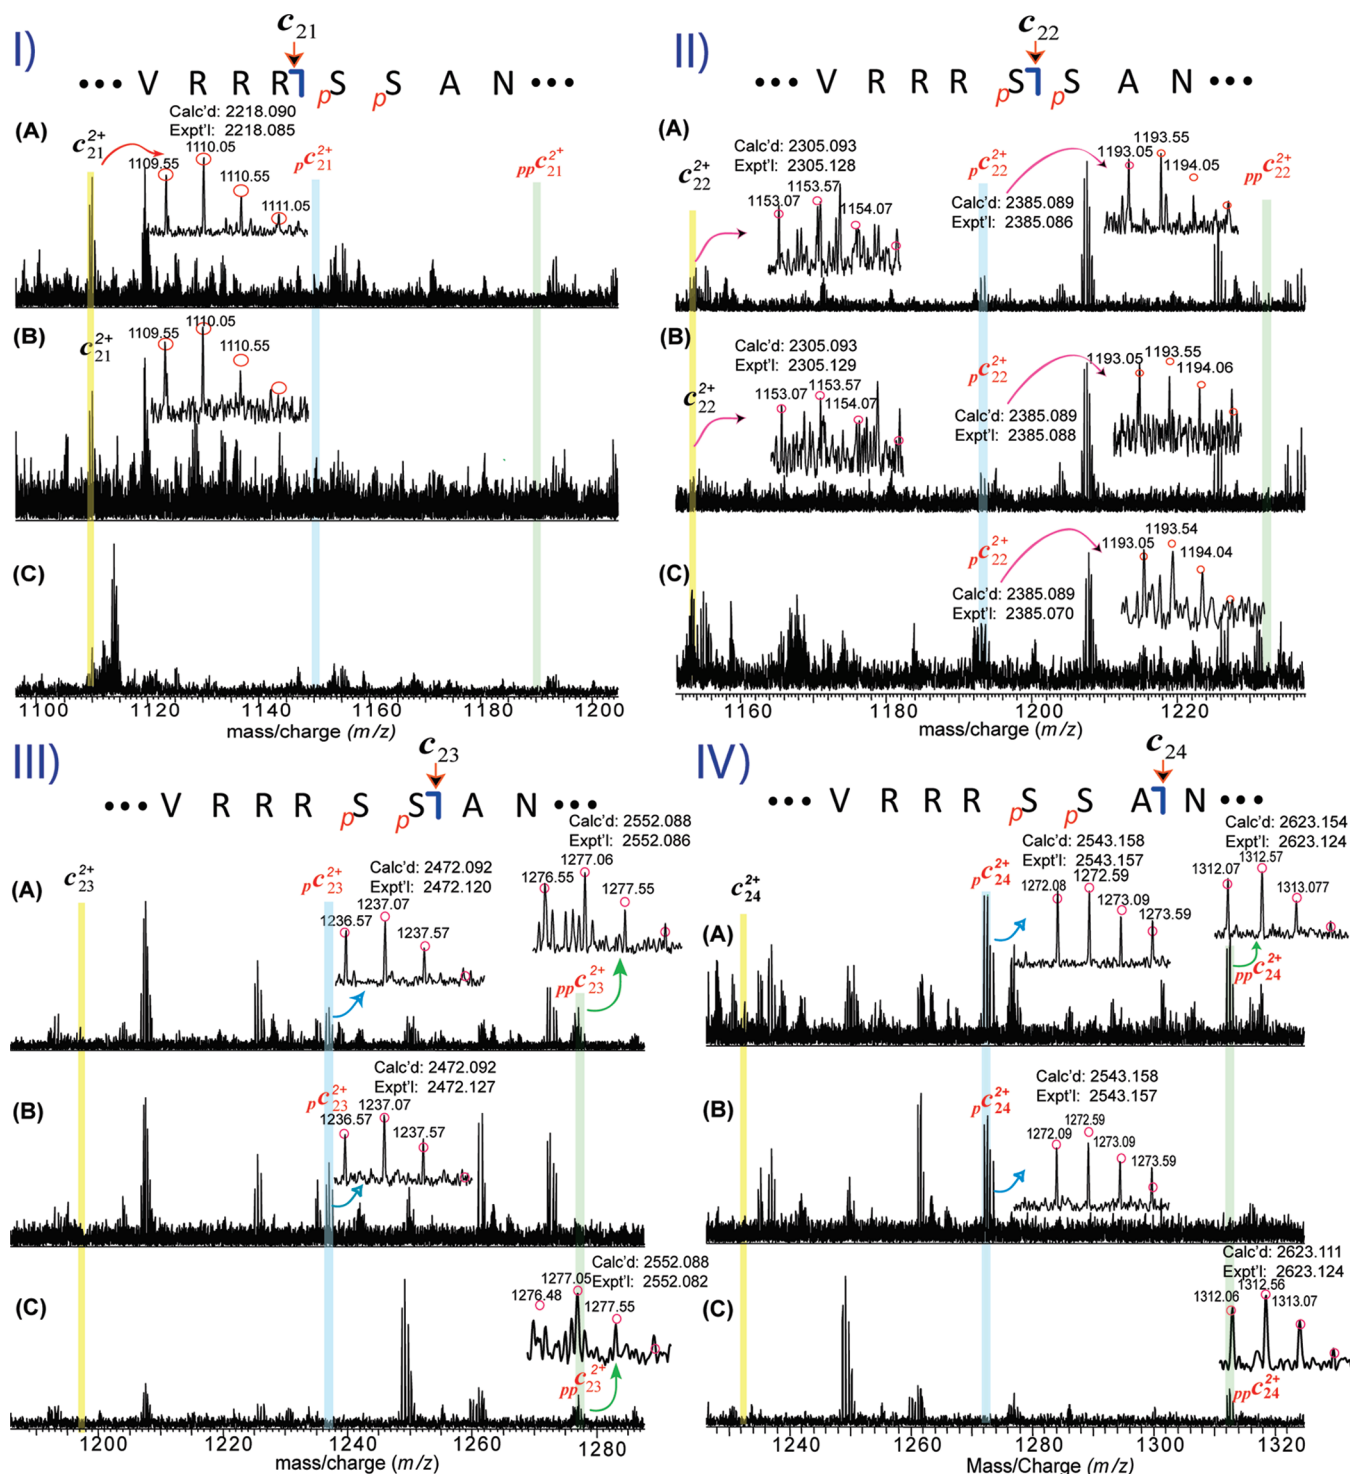 I)
c21
••• V R R R pS pS A N •••
(A)
c21 2+
Calc'd: 2218.090
Expt'l: 2218.085
1109.55
1110.05
1110.55
1111.05
pc21 2+
ppc21 2+
(B)
c21 2+
1109.55
1110.05
1110.55
(C)
1100 1120 1140 1160 1180 1200
mass/charge (m/z)
II)
c22
••• V R R R pS pS A N •••
(A)
c22 2+
Calc'd: 2305.093
Expt'l: 2305.128
1153.07
1153.57
1154.07
pc22 2+
Calc'd: 2385.089
Expt'l: 2385.086
1193.05
1193.55
1194.05
ppc22 2+
(B)
c22 2+
Calc'd: 2305.093
Expt'l: 2305.129
1153.07
1153.57
1154.07
pc22 2+
Calc'd: 2385.089
Expt'l: 2385.088
1193.05
1193.55
1194.06
(C)
pc22 2+
Calc'd: 2385.089
Expt'l: 2385.070
1193.05
1193.54
1194.04
1160 1180 1200 1220
mass/charge (m/z)
III)
c23
••• V R R R pS pS A N •••
(A)
c23 2+
pc23 2+
Calc'd: 2472.092
Expt'l: 2472.120
1236.57
1237.07
1237.57
Calc'd: 2552.088
Expt'l: 2552.086
1276.55
1277.06
1277.55
ppc23 2+
(B)
pc23 2+
Calc'd: 2472.092
Expt'l: 2472.127
1236.57
1237.07
1237.57
(C)
Calc'd: 2552.088
Expt'l: 2552.082
1276.48
1277.05
1277.55
ppc23 2+
1200 1220 1240 1260 1280
mass/charge (m/z)
IV)
c24
••• V R R R pS pS A N •••
(A)
c24 2+
pc24 2+
Calc'd: 2543.158
Expt'l: 2543.157
1272.08
1272.59
1273.09
1273.59
Calc'd: 2623.154
Expt'l: 2623.124
1312.07
1312.57
1313.077
ppc24 2+
(B)
pc24 2+
Calc'd: 2543.158
Expt'l: 2543.157
1272.09
1272.59
1273.09
1273.59
(C)
Calc'd: 2623.111
Expt'l: 2623.124
1312.06
1312.56
1313.07
ppc24 2+
1240 1260 1280 1300 1320
Mass/Charge (m/z)